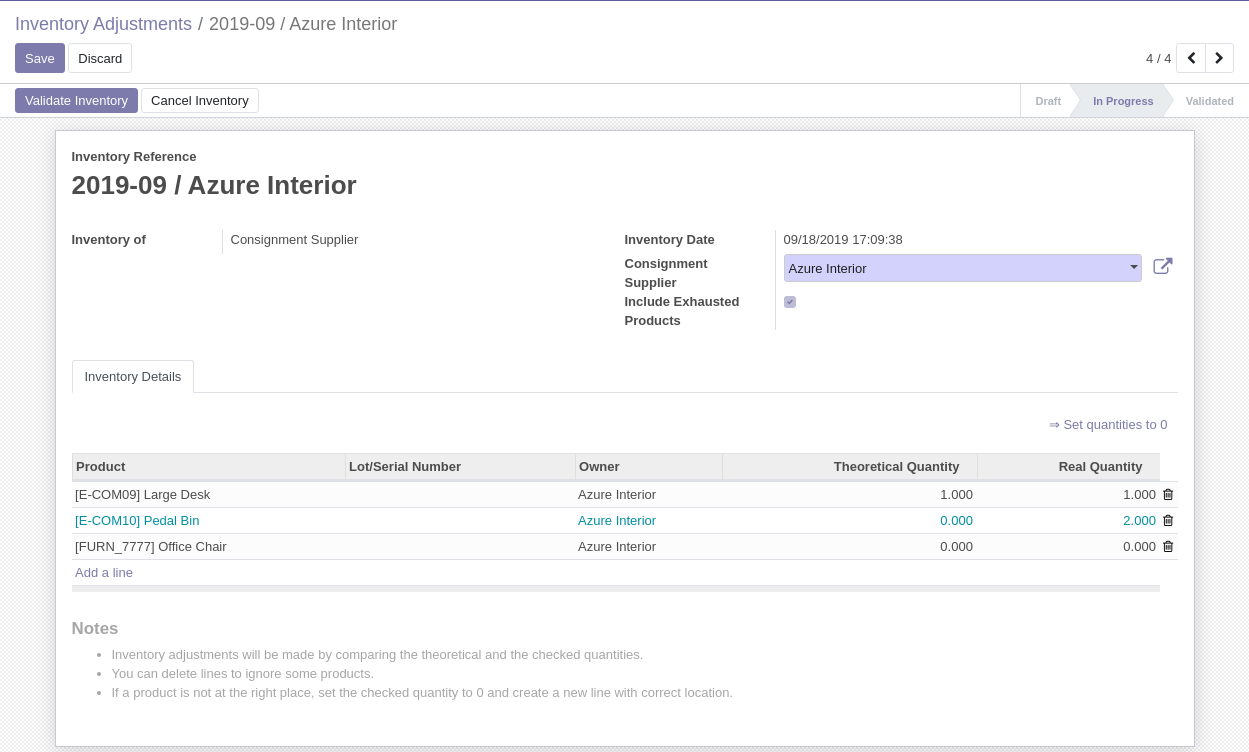 Inventory Adjustments / 2019-09 / Azure Interior
Save Discard 4 / 4
Validate Inventory Cancel Inventory Draft In Progress Validated
Inventory Reference
2019-09 / Azure Interior
Inventory of Consignment Supplier
Inventory Date 09/18/2019 17:09:38
Consignment Supplier Azure Interior
Include Exhausted Products
Inventory Details
⇒ Set quantities to 0
Product Lot/Serial Number Owner Theoretical Quantity Real Quantity
[E-COM09] Large Desk Azure Interior 1.000 1.000
[E-COM10] Pedal Bin Azure Interior 0.000 2.000
[FURN_7777] Office Chair Azure Interior 0.000 0.000
Add a line
Notes
• Inventory adjustments will be made by comparing the theoretical and the checked quantities.
• You can delete lines to ignore some products.
• If a product is not at the right place, set the checked quantity to 0 and create a new line with correct location.